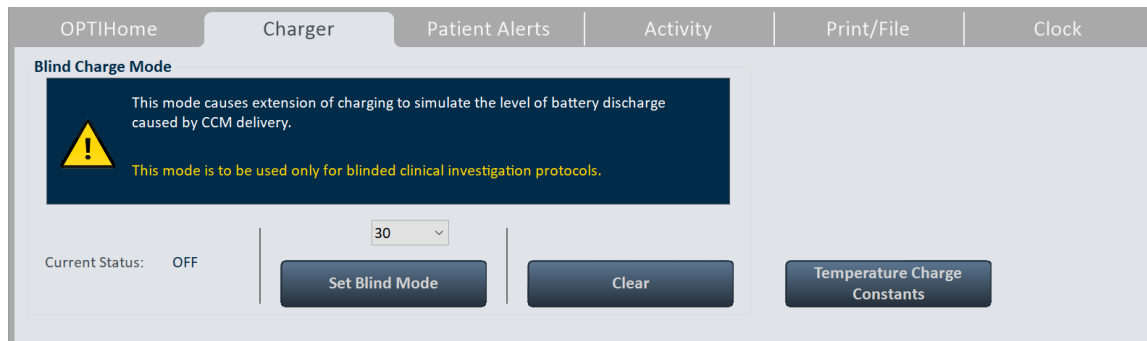 OPTIHome
Charger
Patient Alerts
Activity
Print/File
Clock
Blind Charge Mode
This mode causes extension of charging to simulate the level of battery discharge
caused by CCM delivery.
This mode is to be used only for blinded clinical investigation protocols.
30
Current Status: OFF
Set Blind Mode
Clear
Temperature Charge
Constants